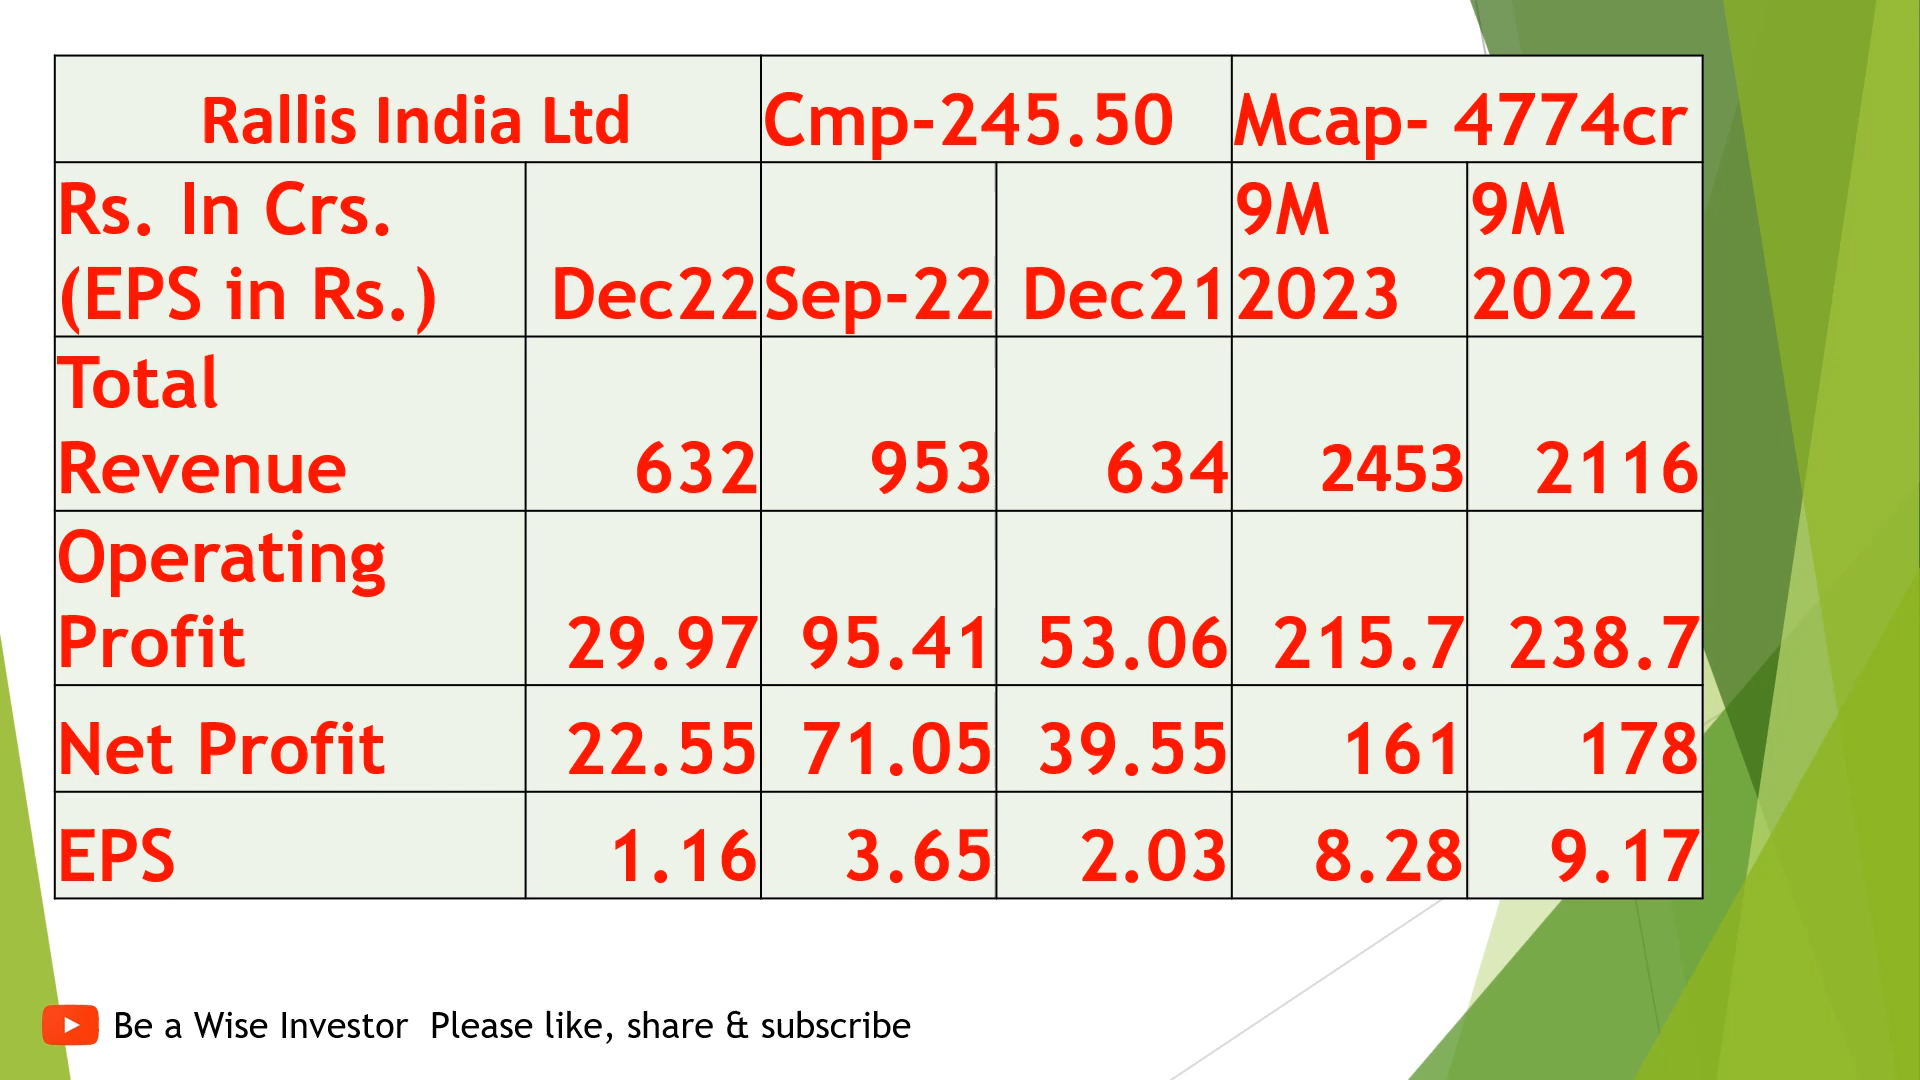 Rallis India Ltd Cmp-245.50 Mcap- 4774cr
Rs. In Crs. 9M 9M
(EPS in Rs.) Dec22 Sep-22 Dec21 2023 2022
Total
Revenue 632 953 634 2453 2116
Operating
Profit 29.97 95.41 53.06 215.7 238.7
Net Profit 22.55 71.05 39.55 161 178
EPS 1.16 3.65 2.03 8.28 9.17
Be a Wise Investor Please like, share & subscribe